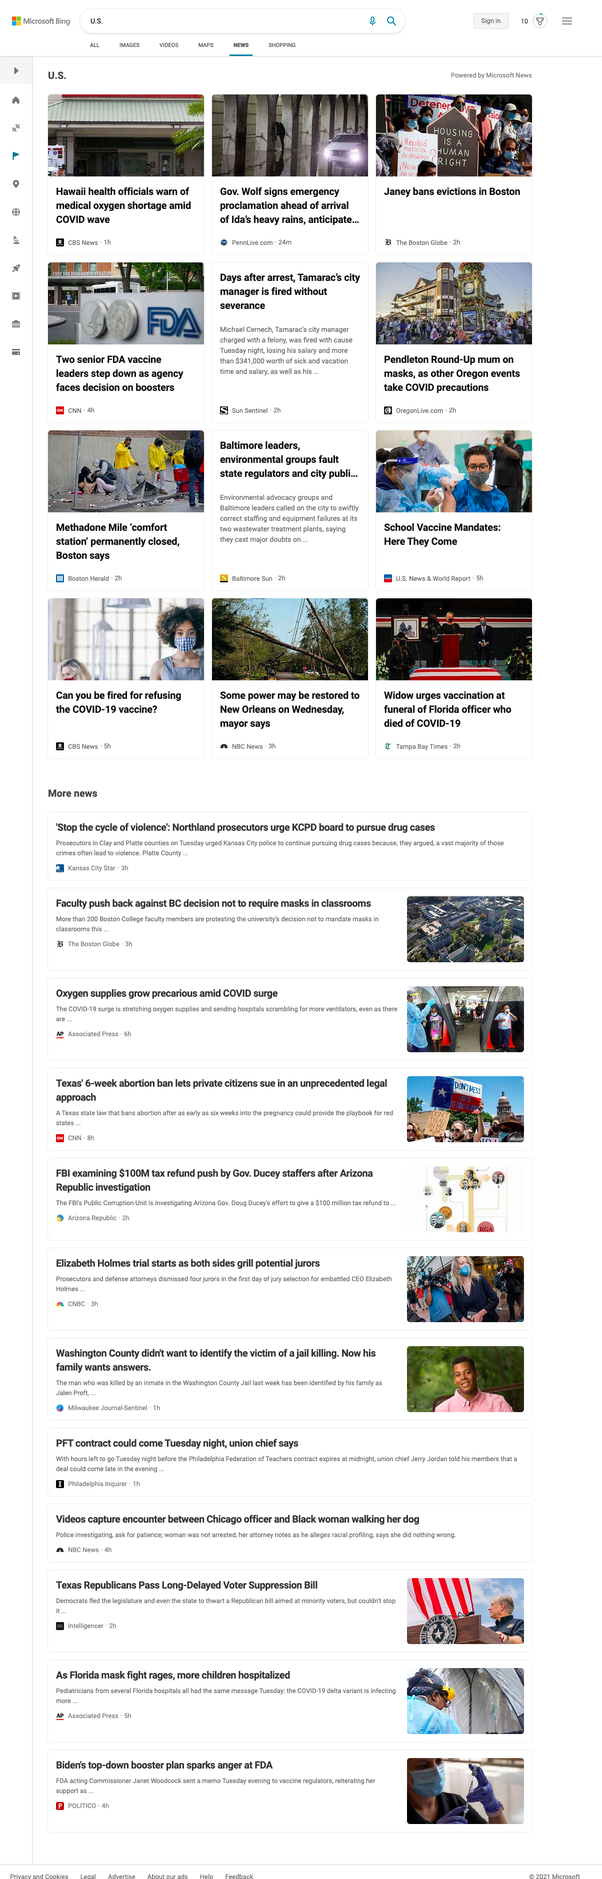 Microsoft Bing
U.S.
Sign in
10
ALL
IMAGES
VIDEOS
MAPS
NEWS
SHOPPING
U.S.
Powered by Microsoft News
Hawaii health officials warn of
medical oxygen shortage amid
COVID wave
CBS News · 1h
Gov. Wolf signs emergency
proclamation ahead of arrival
of Ida's heavy rains, anticipate...
PennLive.com · 24m
HOUSING
IS A
HUMAN
RIGHT
Janey bans evictions in Boston
The Boston Globe · 2h
FDA
Two senior FDA vaccine
leaders step down as agency
faces decision on boosters
CNN · 4h
Days after arrest, Tamarac's city
manager is fired without
severance
Michael Cernech, Tamarac's city manager
charged with a felony, was fired with cause
Tuesday night, losing his salary and more
than $341,000 worth of sick and vacation
time and salary, as well as his ...
Sun Sentinel · 2h
Pendleton Round-Up mum on
masks, as other Oregon events
take COVID precautions
OregonLive.com · 2h
Methadone Mile 'comfort
station' permanently closed,
Boston says
Boston Herald · 2h
Baltimore leaders,
environmental groups fault
state regulators and city publi...
Environmental advocacy groups and
Baltimore leaders called on the city to swiftly
correct staffing and equipment failures at its
two wastewater treatment plants, saying
they cast major doubts on ...
Baltimore Sun · 2h
School Vaccine Mandates:
Here They Come
U.S. News & World Report · 5h
Can you be fired for refusing
the COVID-19 vaccine?
CBS News · 5h
Some power may be restored to
New Orleans on Wednesday,
mayor says
NBC News · 3h
Widow urges vaccination at
funeral of Florida officer who
died of COVID-19
Tampa Bay Times · 2h
More news
'Stop the cycle of violence': Northland prosecutors urge KCPD board to pursue drug cases
Prosecutors in Clay and Platte counties on Tuesday urged Kansas City police to continue pursuing drug cases because, they argued, a vast majority of those
crimes often lead to violence. Platte County ...
Kansas City Star · 3h
Faculty push back against BC decision not to require masks in classrooms
More than 200 Boston College faculty members are protesting the university's decision not to mandate masks in
classrooms this ...
The Boston Globe · 3h
Oxygen supplies grow precarious amid COVID surge
The COVID-19 surge is stretching oxygen supplies and sending hospitals scrambling for more ventilators, even as there
are ...
AP Associated Press · 6h
Texas' 6-week abortion ban lets private citizens sue in an unprecedented legal
approach
A Texas state law that bans abortion after as early as six weeks into the pregnancy could provide the playbook for red
states ...
CNN · 8h
FBI examining $100M tax refund push by Gov. Ducey staffers after Arizona
Republic investigation
The FBI's Public Corruption Unit is investigating Arizona Gov. Doug Ducey's effort to give a $100 million tax refund to ...
Arizona Republic · 2h
RGA
Elizabeth Holmes trial starts as both sides grill potential jurors
Prosecutors and defense attorneys dismissed four jurors in the first day of jury selection for embattled CEO Elizabeth
Holmes ...
CNBC · 3h
Washington County didn't want to identify the victim of a jail killing. Now his
family wants answers.
The man who was killed by an inmate in the Washington County Jail last week has been identified by his family as
Jalen Proft, ...
Milwaukee Journal-Sentinel · 1h
PFT contract could come Tuesday night, union chief says
With hours left to go Tuesday night before the Philadelphia Federation of Teachers contract expires at midnight, union chief Jerry Jordan told his members that a
deal could come late in the evening ...
Philadelphia Inquirer · 1h
Videos capture encounter between Chicago officer and Black woman walking her dog
Police investigating, ask for patience; woman was not arrested, her attorney notes as he alleges racial profiling, says she did nothing wrong.
NBC News · 4h
Texas Republicans Pass Long-Delayed Voter Suppression Bill
Democrats fled the legislature and even the state to thwart a Republican bill aimed at minority voters, but couldn't stop
it ...
Intelligencer · 2h
As Florida mask fight rages, more children hospitalized
Pediatricians from several Florida hospitals all had the same message Tuesday: the COVID-19 delta variant is infecting
more ...
AP Associated Press · 5h
Biden's top-down booster plan sparks anger at FDA
FDA acting Commissioner Janet Woodcock sent a memo Tuesday evening to vaccine regulators, reiterating her
support as ...
POLITICO · 4h
Privacy and Cookies
Legal
Advertise
About our ads
Help
Feedback
© 2021 Microsoft